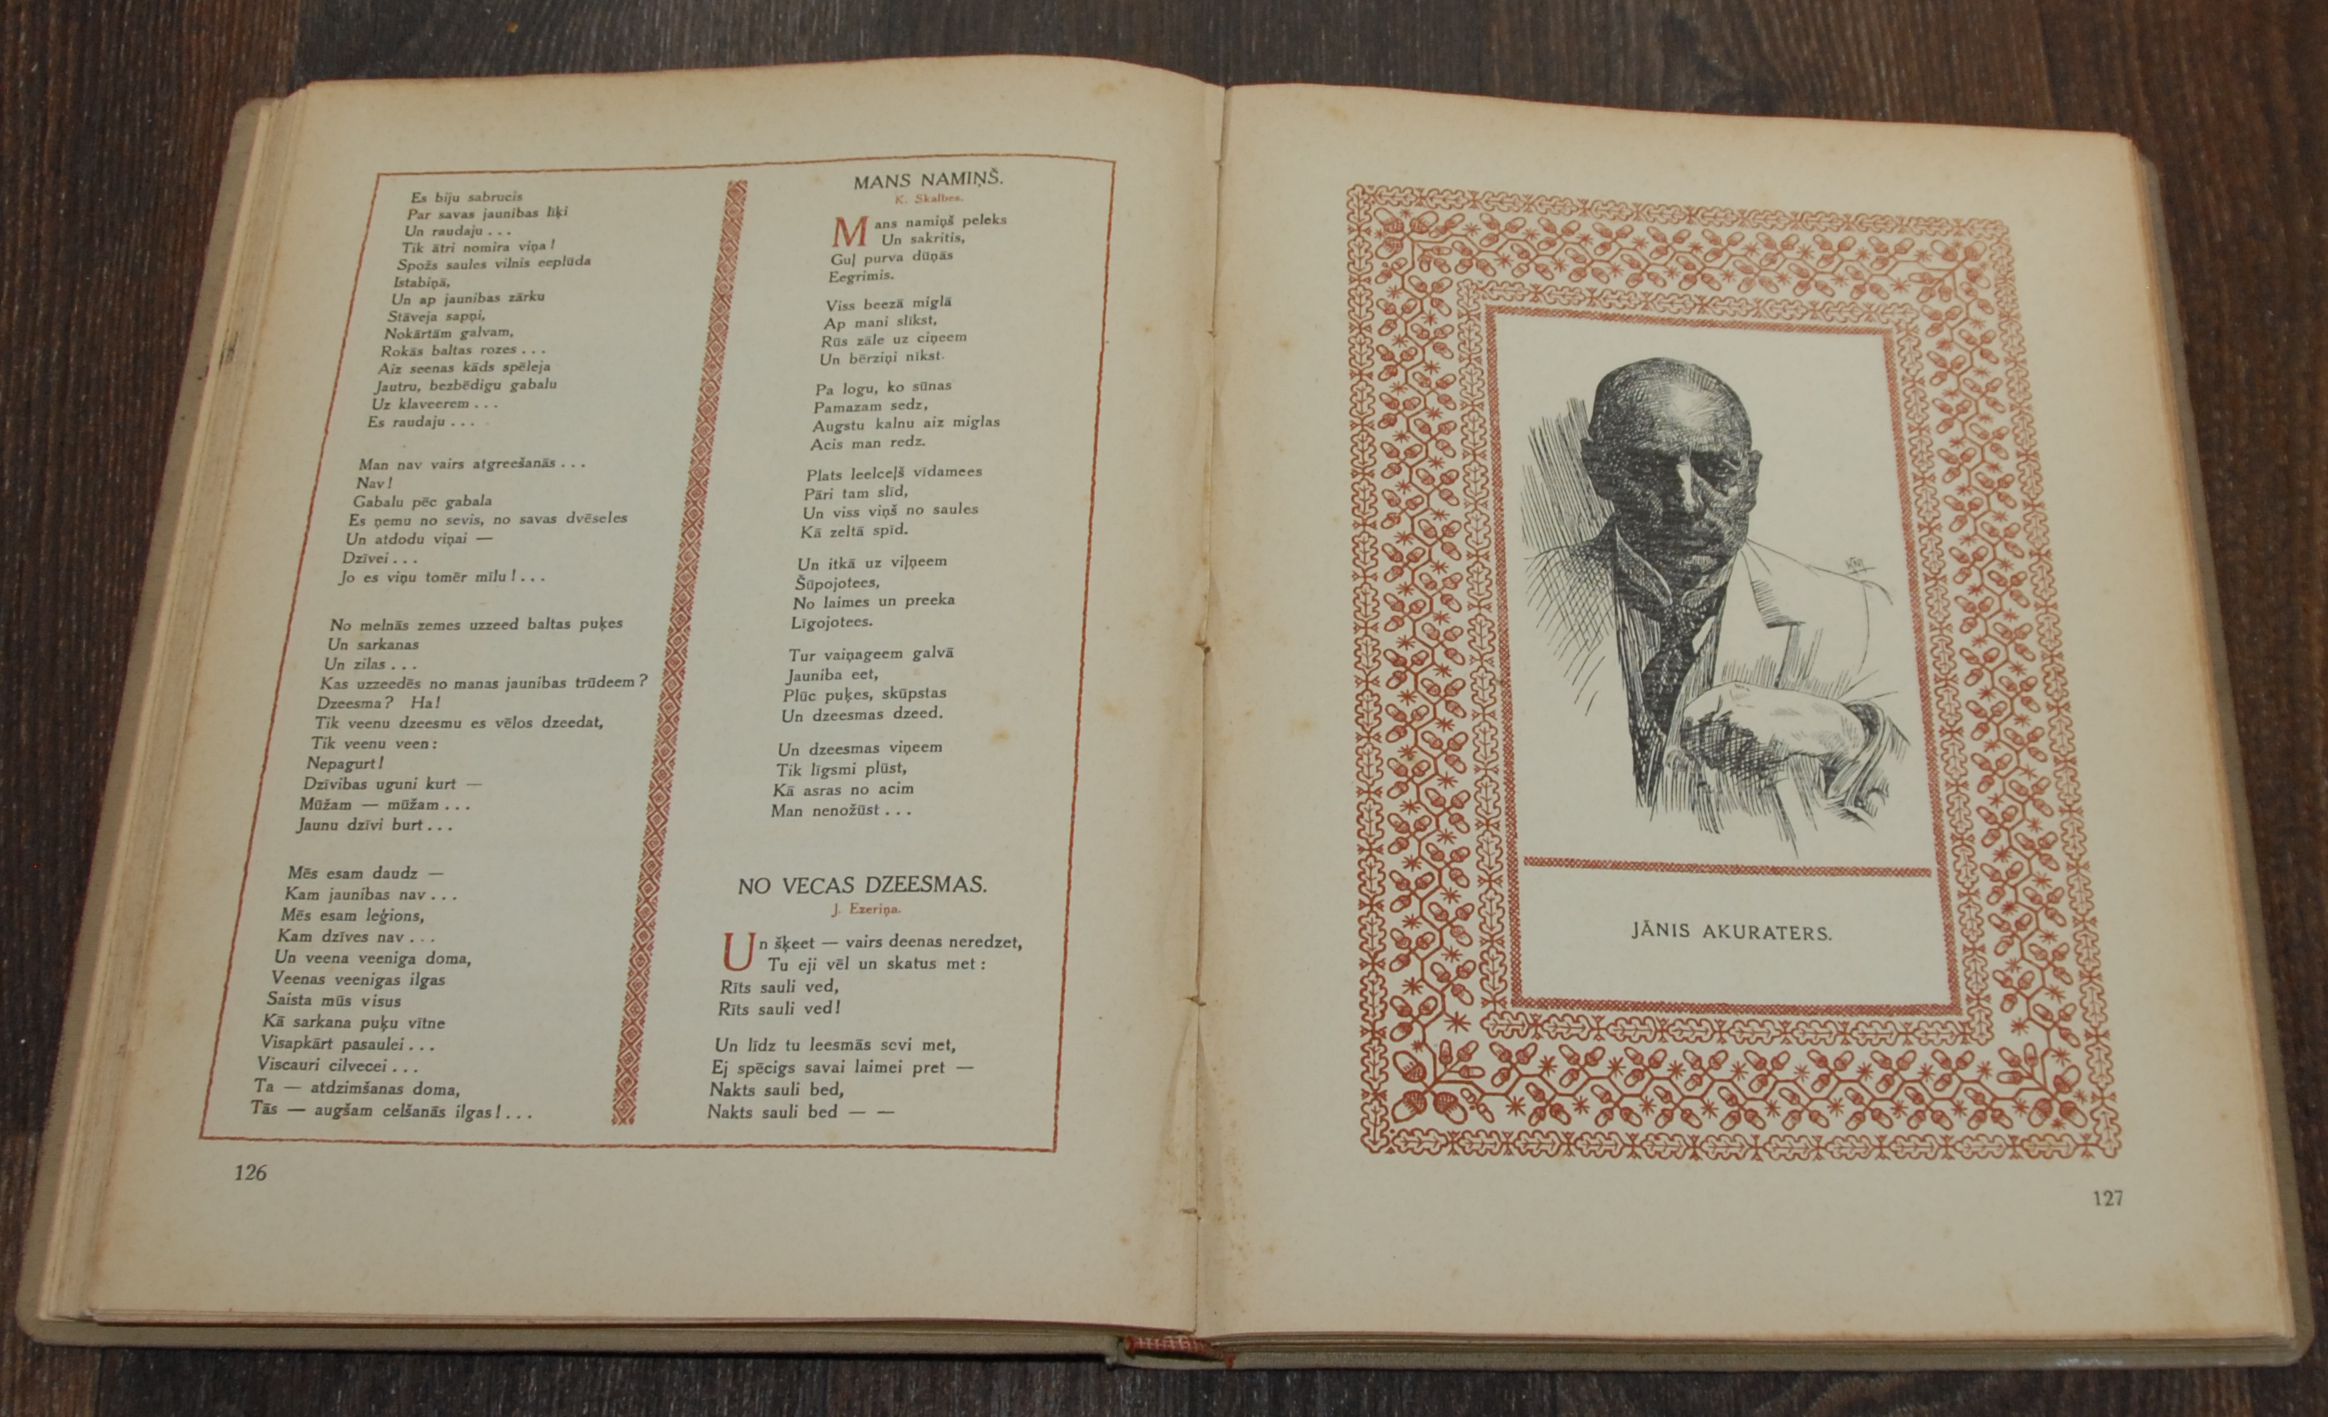 Es biju sabrucis
Par savas jaunibas liķi
Un raudaju . . .
Tik ātri nomira viņa !
Spožs saules vilnis eeplūda
Istabiņā,
Un ap jaunibas zārku
Stāveja sapņi,
Nokārtām galvam,
Rokās baltas rozes . . .
Aiz seenas kāds spēleja
Jautru, bezbēdigu gabalu
Uz klaveerem . . .
Es raudaju . . .
Man nav vairs atgreešanās . . .
Nav !
Gabalu pēc gabala
Es ņemu no sevis, no savas dvēseles
Un atdodu viņai —
Dzīvei . . .
Jo es viņu tomēr mīlu ! . . .
No melnās zemes uzzeed baltas puķes
Un sarkanas
Un zilas . . .
Kas uzzeedēs no manas jaunibas trūdeem ?
Dzeesma ? Ha !
Tik veenu dzeesmu es vēlos dzeedat,
Tik veenu veen :
Nepagurt !
Dzīvibas uguni kurt —
Mūžam — mūžam . . .
Jaunu dzīvi burt . . .
Mēs esam daudz —
Kam jaunibas nav . . .
Mēs esam leģions,
Kam dzīves nav . . .
Un veena veeniga doma,
Veenas veenigas ilgas
Saista mūs visus
Kā sarkana puķu vītne
Visapkārt pasaulei . . .
Viscauri cilvecei . . .
Ta — atdzimšanas doma,
Tās — augšam celšanās ilgas ! . . .
126
MANS NAMIŅŠ.
K. Skalbes.
Mans namiņš peleks
Un sakritis,
Guļ purva dūņās
Eegrimis.
Viss beezā miglā
Ap mani slīkst,
Rūs zāle uz ciņeem
Un bērziņi nīkst.
Pa logu, ko sūnas
Pamazam sedz,
Augstu kalnu aiz miglas
Acis man redz.
Plats leelceļš vidamees
Pāri tam slīd,
Un viss viņš no saules
Kā zeltā spīd.
Un itkā uz viļņeem
Šūpojotees,
No laimes un preeka
Līgojotees.
Tur vaiņageem galvā
Jauniba eet,
Plūc puķes, skūpstas
Un dzeesmas dzeed.
Un dzeesmas viņeem
Tik līgsmi plūst,
Kā asras no acim
Man nenožūst . . .
NO VECAS DZEESMAS.
J. Ezeriņa.
Un šķeet — vairs deenas neredzet,
Tu eji vēl un skatus met :
Rīts sauli ved,
Rīts sauli ved !
Un līdz tu leesmās sevi met,
Ej spēcigs savai laimei pret —
Nakts sauli bed,
Nakts sauli bed — —
JĀNIS AKURATERS.
127